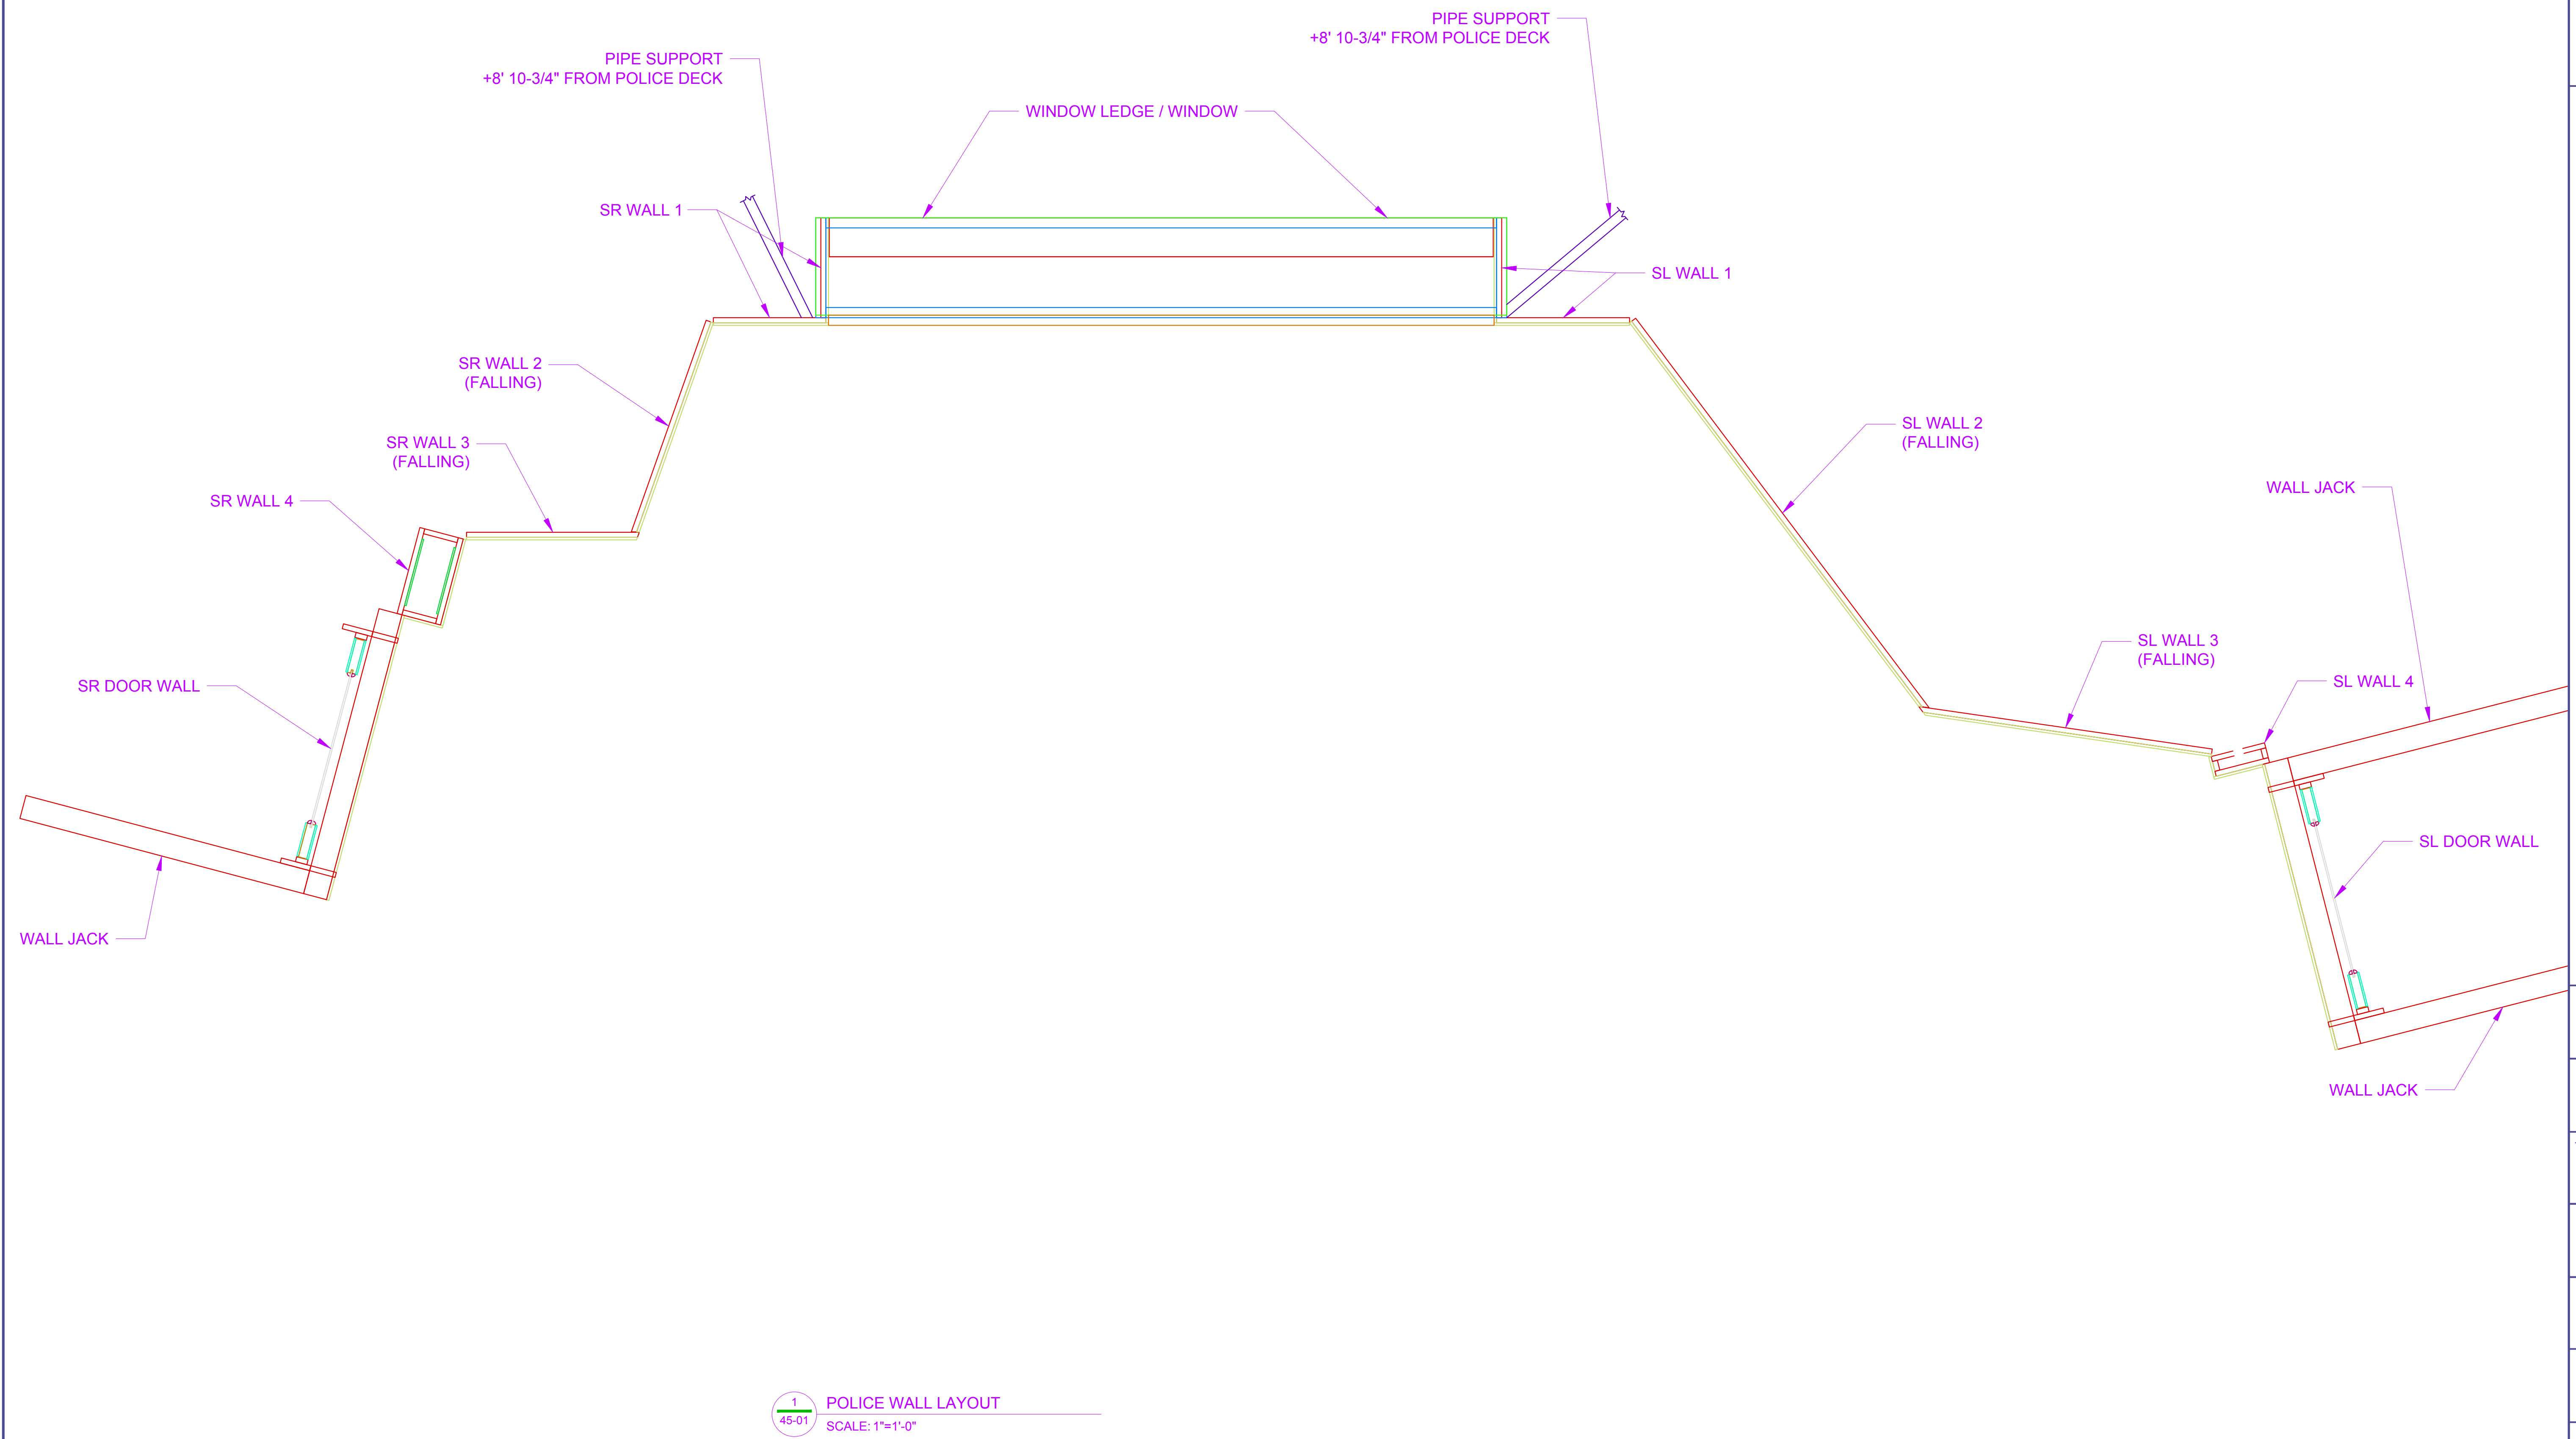 PIPE SUPPORT
+8' 10-3/4" FROM POLICE DECK
PIPE SUPPORT
+8' 10-3/4" FROM POLICE DECK
WINDOW LEDGE / WINDOW
SR WALL 1
SL WALL 1
SR WALL 2
(FALLING)
SL WALL 2
(FALLING)
SR WALL 3
(FALLING)
WALL JACK
SR WALL 4
SL WALL 3
(FALLING)
SL WALL 4
SR DOOR WALL
SL DOOR WALL
WALL JACK
WALL JACK
1
45-01
POLICE WALL LAYOUT
SCALE: 1"=1'-0"